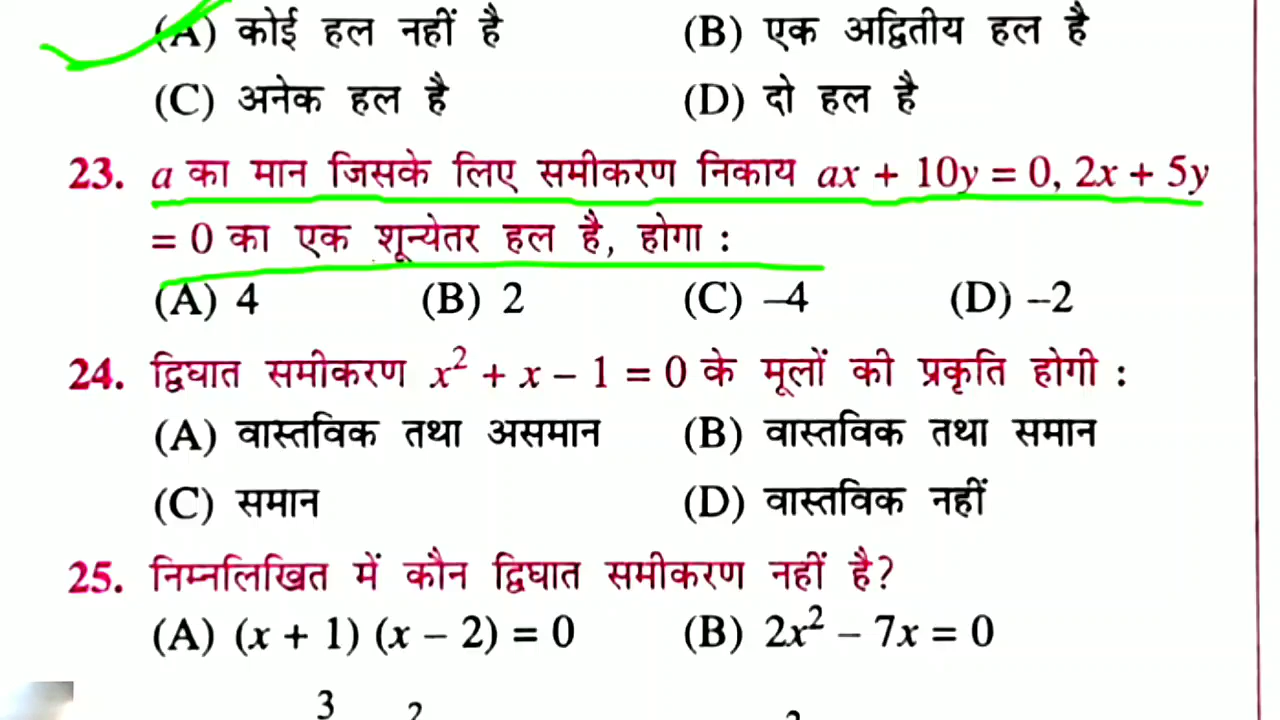 (A) कोई हल नहीं है (B) एक अद्वितीय हल है
(C) अनेक हल है (D) दो हल है
23. a का मान जिसके लिए समीकरण निकाय ax + 10y = 0, 2x + 5y
= 0 का एक शून्येतर हल है, होगा :
(A) 4 (B) 2 (C) –4 (D) –2
24. द्विघात समीकरण x² + x – 1 = 0 के मूलों की प्रकृति होगी :
(A) वास्तविक तथा असमान (B) वास्तविक तथा समान
(C) समान (D) वास्तविक नहीं
25. निम्नलिखित में कौन द्विघात समीकरण नहीं है?
(A) (x + 1) (x – 2) = 0 (B) 2x² – 7x = 0
3 2